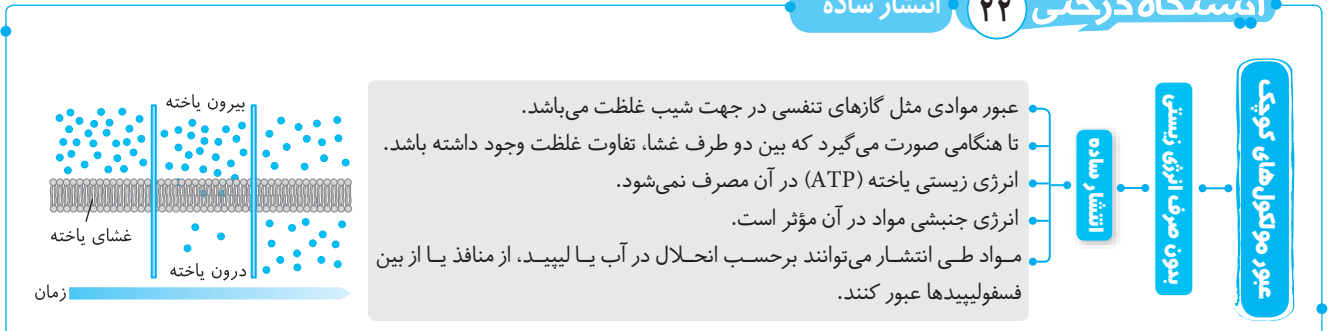 ایستگاه درختی ۲۲ انتشار ساده
عبور مولکول‌های کوچک
بدون صرف انرژی زیستی
انتشار ساده
عبور موادی مثل گازهای تنفسی در جهت شیب غلظت می‌باشد.
تا هنگامی صورت می‌گیرد که بین دو طرف غشا، تفاوت غلظت وجود داشته باشد.
انرژی زیستی یاخته (ATP) در آن مصرف نمی‌شود.
انرژی جنبشی مواد در آن مؤثر است.
مـواد طـی انتشـار می‌توانند برحسـب انحـلال در آب یـا لیپیـد، از منافذ یـا از بین
فسفولیپیدها عبور کنند.
بیرون یاخته
غشای یاخته
درون یاخته
زمان